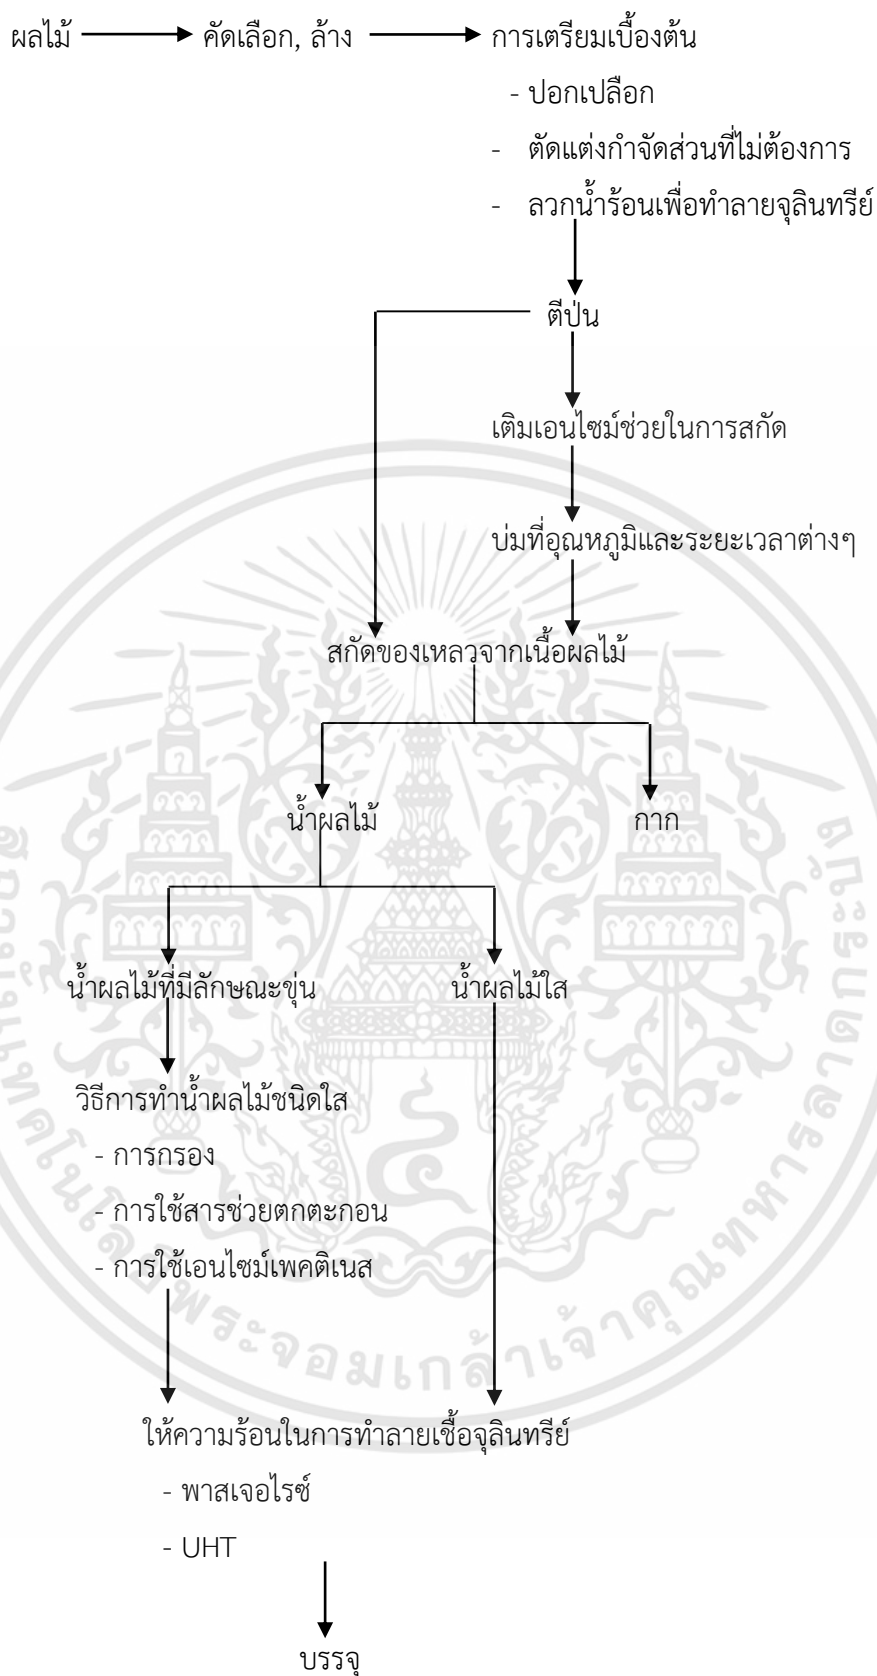 ผลไม้ คัดเลือก, ล้าง การเตรียมเบื้องต้น
- ปอกเปลือก
- ตัดแต่งกำจัดส่วนที่ไม่ต้องการ
- ลวกน้ำร้อนเพื่อทำลายจุลินทรีย์
ตีป่น
เติมเอนไซม์ช่วยในการสกัด
บ่มที่อุณหภูมิและระยะเวลาต่างๆ
สกัดของเหลวจากเนื้อผลไม้
น้ำผลไม้ กาก
น้ำผลไม้ที่มีลักษณะขุ่น น้ำผลไม้ใส
วิธีการทำน้ำผลไม้ชนิดใส
- การกรอง
- การใช้สารช่วยตกตะกอน
- การใช้เอนไซม์เพคติเนส
ให้ความร้อนในการทำลายเชื้อจุลินทรีย์
- พาสเจอไรซ์
- UHT
บรรจุ